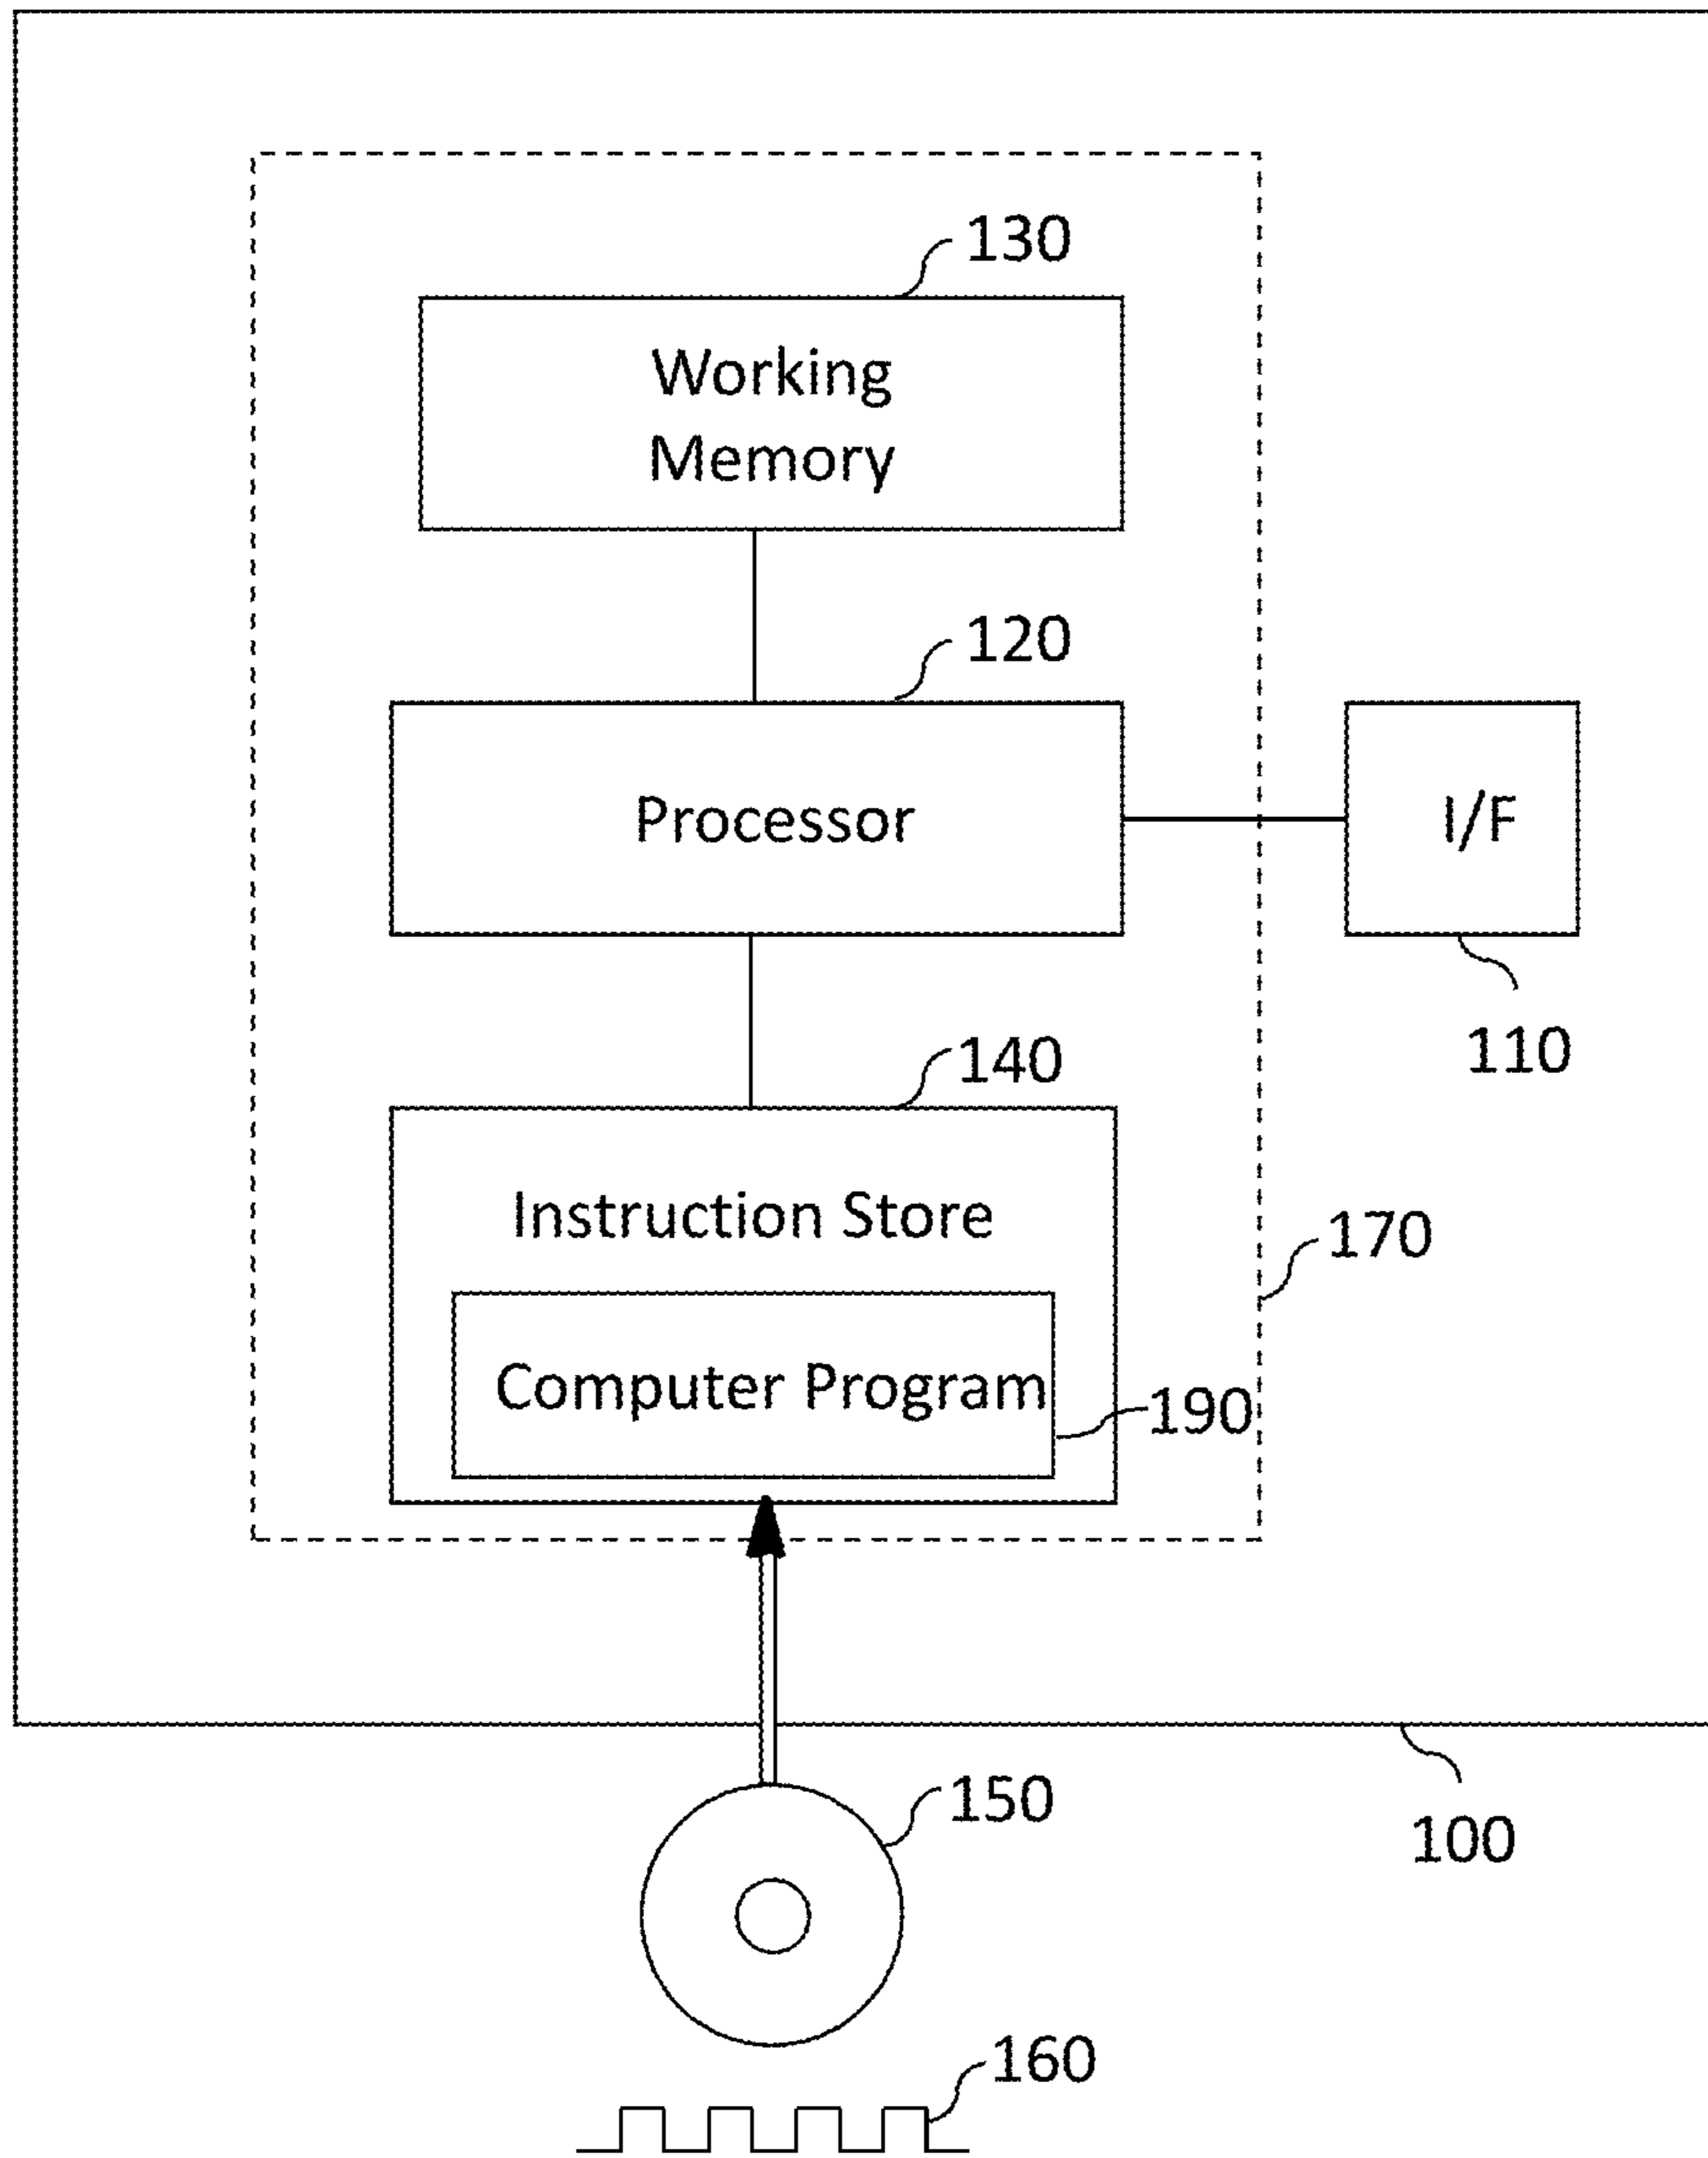 130
Working
Memory
120
Processor
I/F
110
140
Instruction Store
170
Computer Program
190
150
100
160